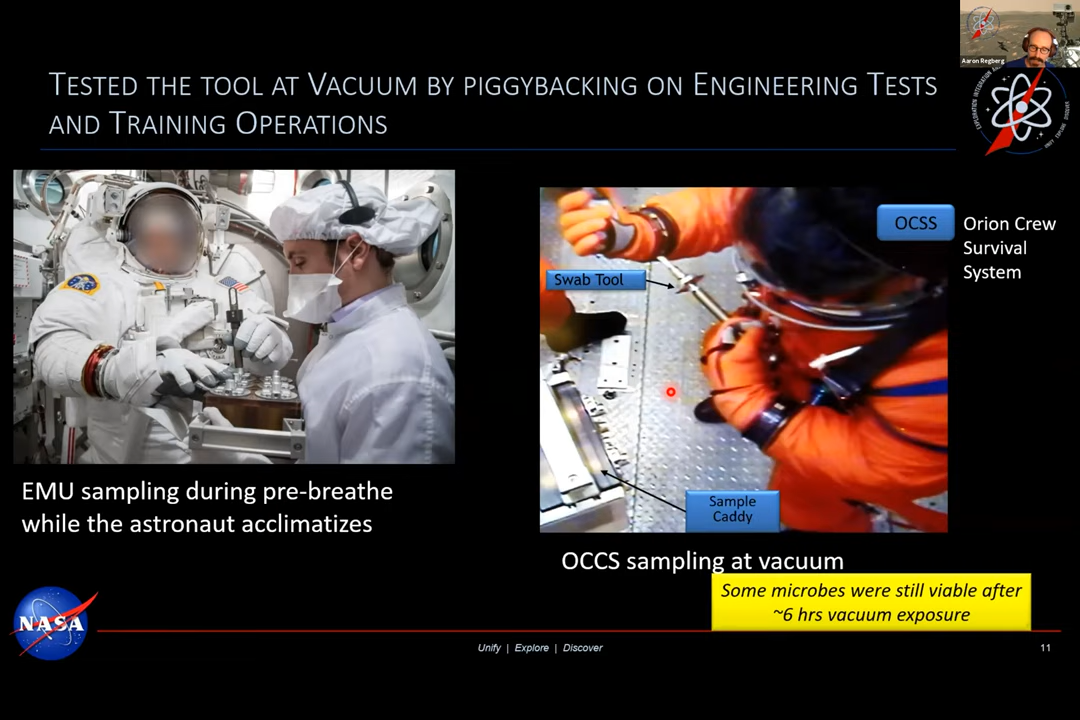 Aaron Regberg
TESTED THE TOOL AT VACUUM BY PIGGYBACKING ON ENGINEERING TESTS
AND TRAINING OPERATIONS
OCSS
Orion Crew
Survival
System
Swab Tool
Sample
Caddy
EMU sampling during pre-breathe
while the astronaut acclimatizes
OCCS sampling at vacuum
Some microbes were still viable after
~6 hrs vacuum exposure
NASA
Unify | Explore | Discover
11